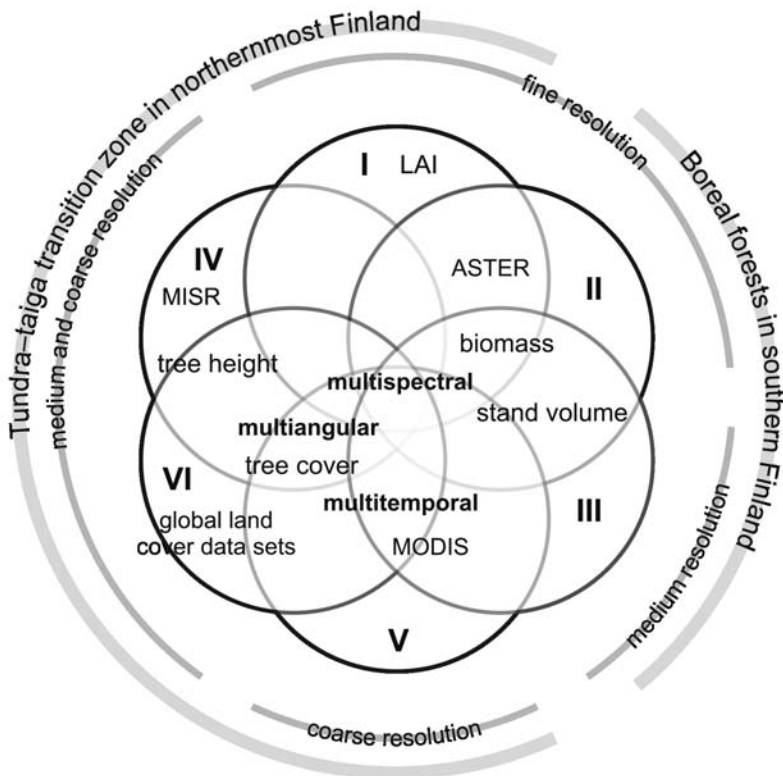 Tundra–taiga transition zone in northernmost Finland
medium and coarse resolution
fine resolution
Boreal forests in southern Finland
medium resolution
coarse resolution
I LAI
IV
MISR
ASTER
II
tree height
biomass
multispectral
stand volume
multiangular
tree cover
VI
global land
cover data sets
multitemporal
MODIS
III
V